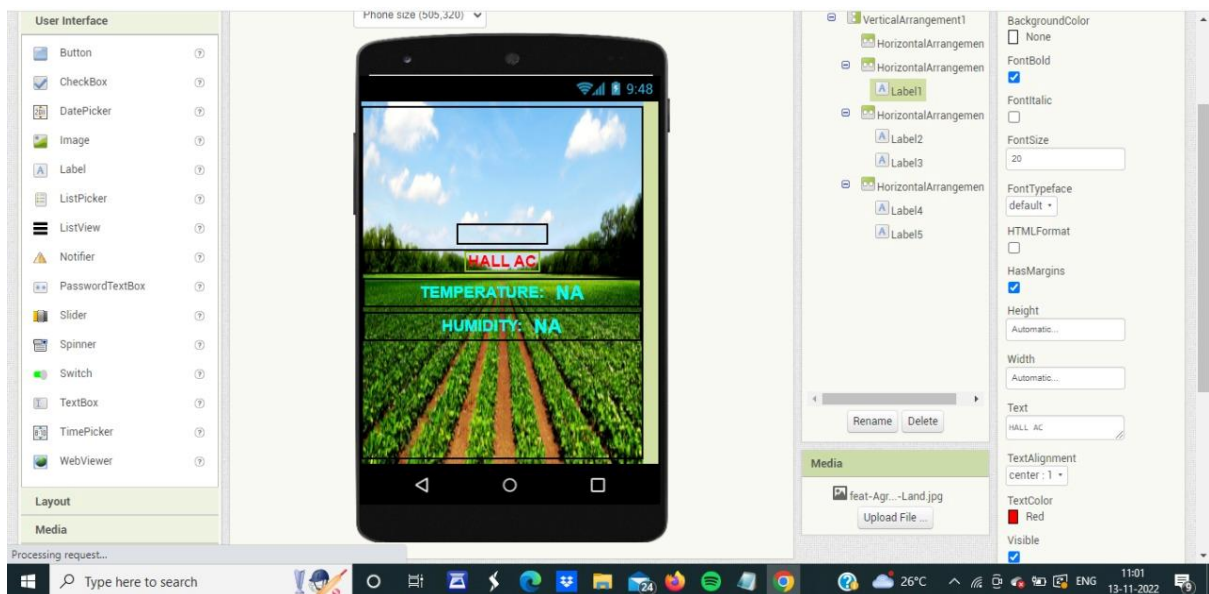 User Interface
Button
CheckBox
DatePicker
Image
Label
ListPicker
ListView
Notifier
PasswordTextBox
Slider
Spinner
Switch
TextBox
TimePicker
WebViewer
Layout
Media
Processing request...
Phone size (505,320)
9:48
HALL AC
TEMPERATURE: NA
HUMIDITY: NA
VerticalArrangement1
HorizontalArrangemen
HorizontalArrangemen
Label1
HorizontalArrangemen
Label2
Label3
HorizontalArrangemen
Label4
Label5
Rename Delete
Media
feat-Agr...-Land.jpg
Upload File ...
BackgroundColor
None
FontBold
FontItalic
FontSize
20
FontTypeface
default
HTMLFormat
HasMargins
Height
Automatic...
Width
Automatic...
Text
HALL AC
TextAlignment
center : 1
TextColor
Red
Visible
Type here to search
24
26°C
ENG
11:01
13-11-2022
9